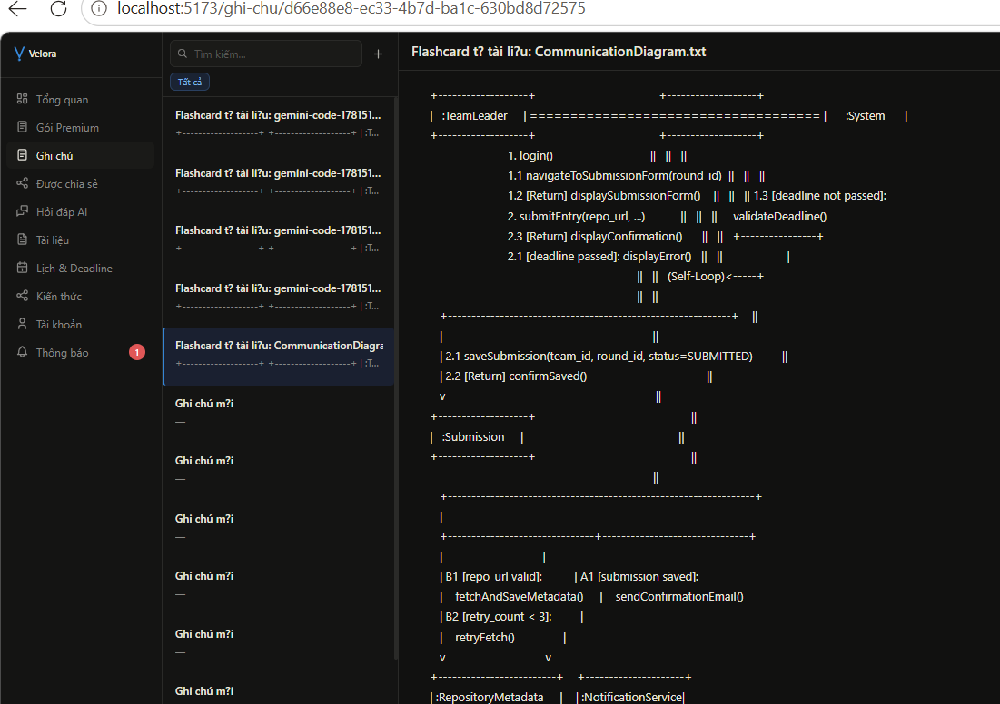 localhost:5173/ghi-chu/d66e88e8-ec33-4b7d-ba1c-630bd8d72575
Velora
Tổng quan
Gói Premium
Ghi chú
Được chia sẻ
Hỏi đáp AI
Tài liệu
Lịch & Deadline
Kiến thức
Tài khoản
Thông báo 1
Tìm kiếm...
+
Tất cả
Flashcard t? tài li?u: gemini-code-178151...
+-------------------+ +-------------------+ | :T...
Flashcard t? tài li?u: gemini-code-178151...
+-------------------+ +-------------------+ | :T...
Flashcard t? tài li?u: gemini-code-178151...
+-------------------+ +-------------------+ | :T...
Flashcard t? tài li?u: gemini-code-178151...
+-------------------+ +-------------------+ | :T...
Flashcard t? tài li?u: CommunicationDiagra
+-------------------+ +-------------------+ | :T...
Ghi chú m?i
—
Ghi chú m?i
—
Ghi chú m?i
—
Ghi chú m?i
—
Ghi chú m?i
—
Ghi chú m?i
Flashcard t? tài li?u: CommunicationDiagram.txt
+-------------------+ +-------------------+
| :TeamLeader |====================================| :System |
+-------------------+ +-------------------+
1. login() || || ||
1.1 navigateToSubmissionForm(round_id) || || ||
1.2 [Return] displaySubmissionForm() || || || 1.3 [deadline not passed]:
2. submitEntry(repo_url, ...) || || || validateDeadline()
2.3 [Return] displayConfirmation() || || +----------------+
2.1 [deadline passed]: displayError() || || |
|| || (Self-Loop)<-----+
|| ||
+-----------------------------------------------------------+ ||
| ||
| 2.1 saveSubmission(team_id, round_id, status=SUBMITTED) ||
| 2.2 [Return] confirmSaved() ||
v ||
+-------------------+ ||
| :Submission | ||
+-------------------+ ||
||
+----------------------------------------------------------------+
|
+-------------------------------+-------------------------------+
| |
| B1 [repo_url valid]: | A1 [submission saved]:
| fetchAndSaveMetadata() | sendConfirmationEmail()
| B2 [retry_count < 3]: |
| retryFetch() |
v v
+-------------------------+ +---------------------+
| :RepositoryMetadata | | :NotificationService|